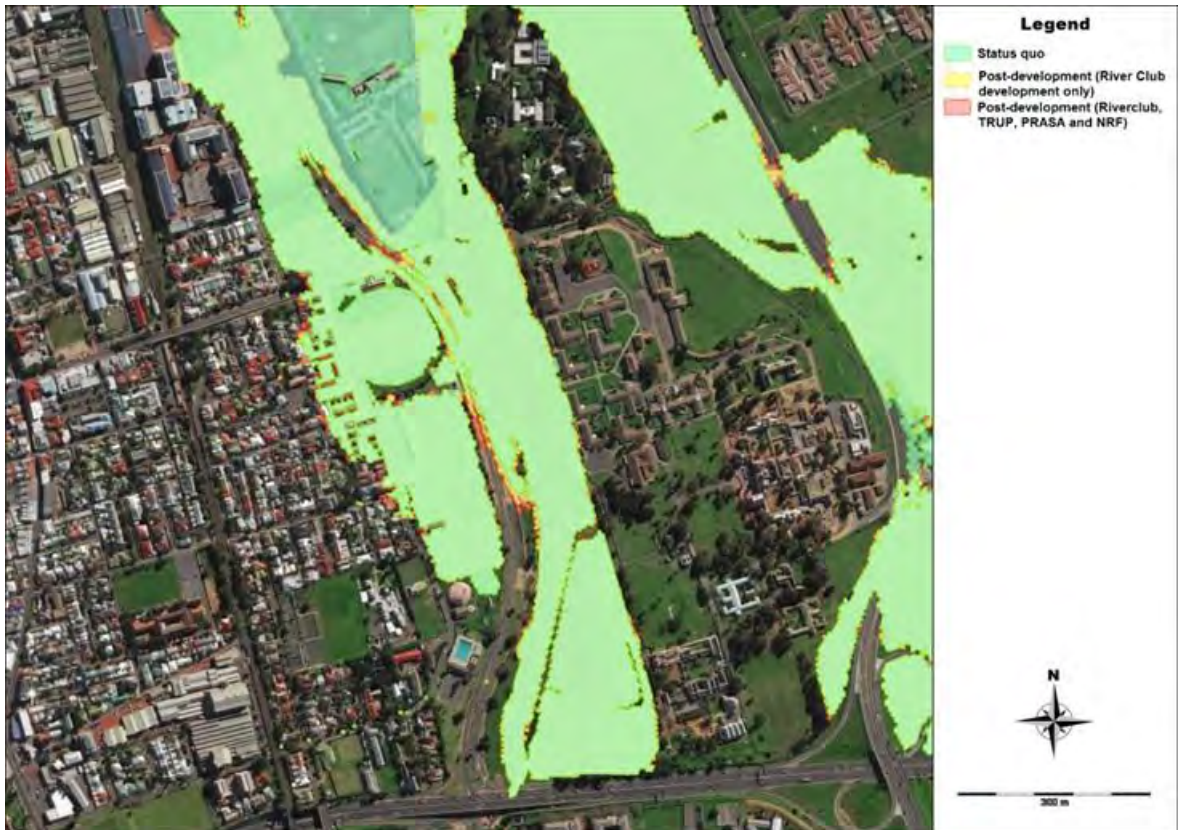 Legend
Status quo
Post-development (River Club
development only)
Post-development (Riverclub,
TRUP, PRASA and NRF)
N
300 m